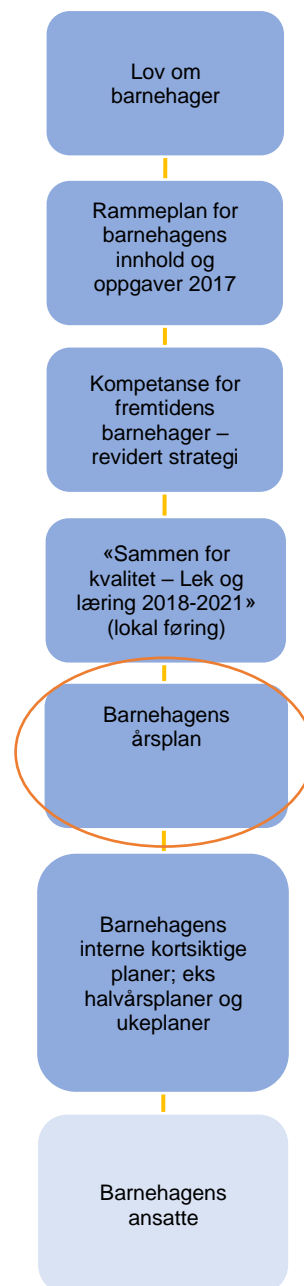 Lov om
barnehager
Rammeplan for
barnehagens
innhold og
oppgaver 2017
Kompetanse for
fremtidens
barnehager –
revidert strategi
«Sammen for
kvalitet – Lek og
læring 2018-2021»
(lokal føring)
Barnehagens
årsplan
Barnehagens
interne kortsiktige
planer; eks
halvårsplaner og
ukeplaner
Barnehagens
ansatte